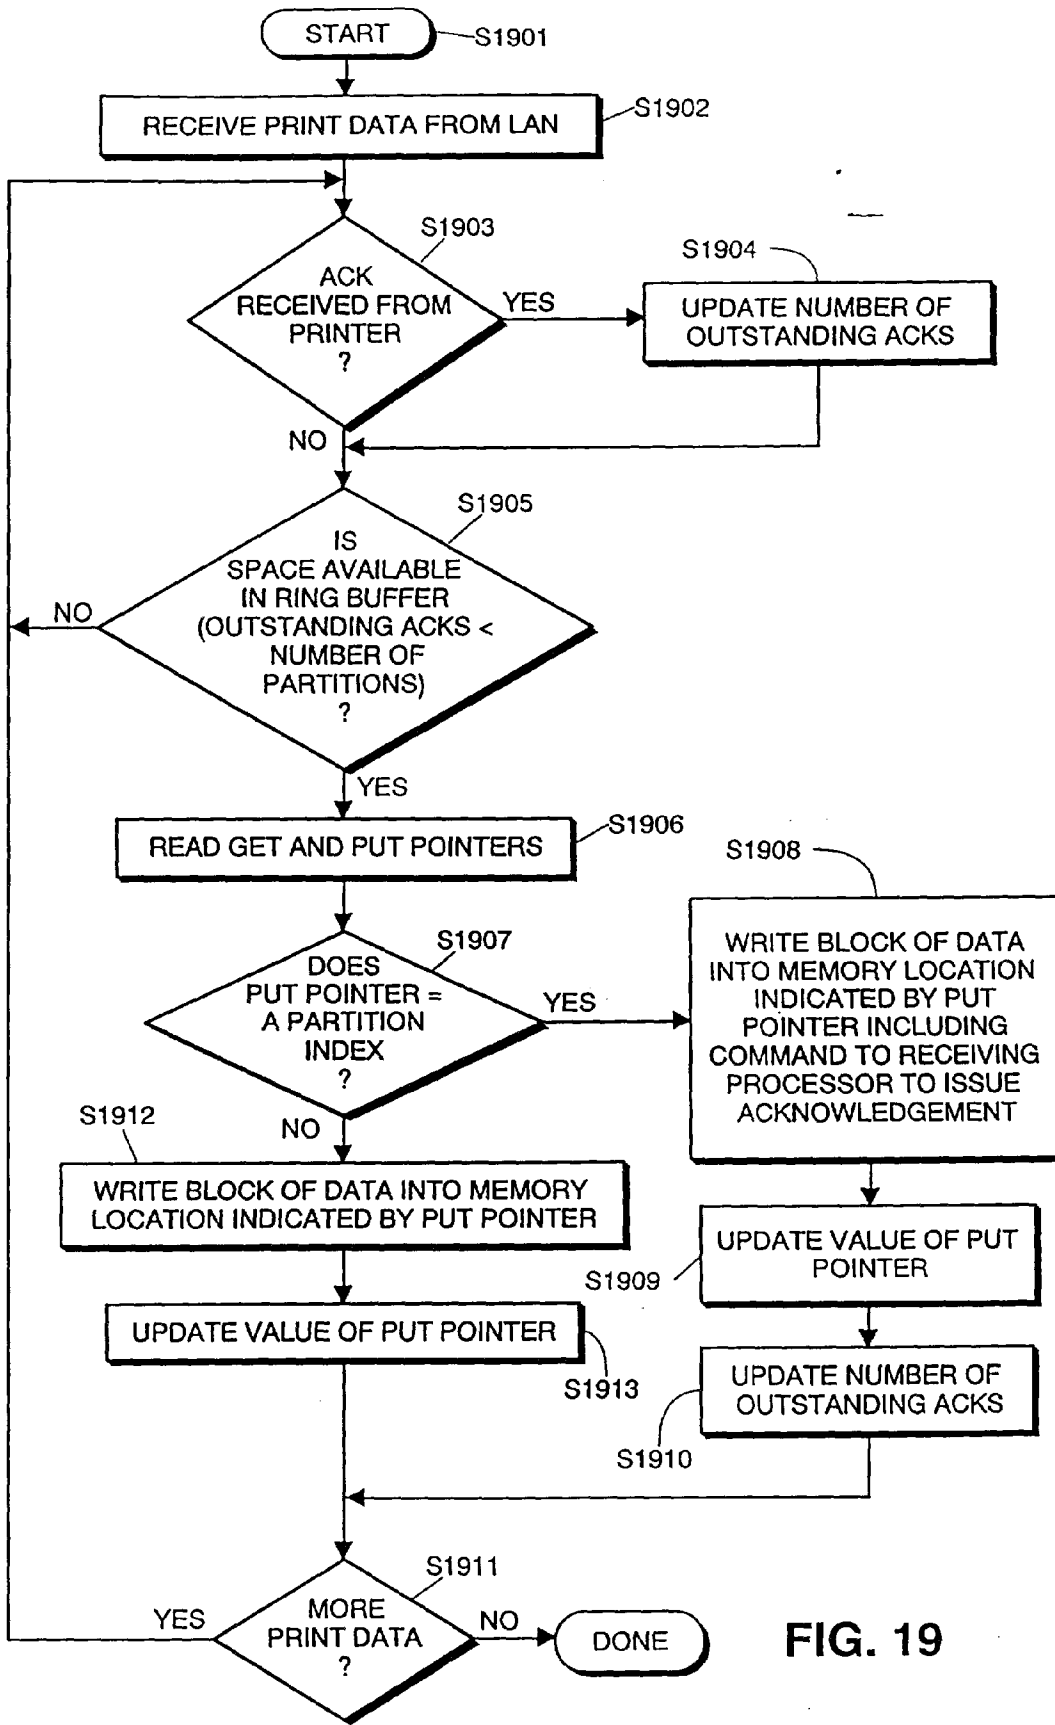 START
S1901
RECEIVE PRINT DATA FROM LAN
S1902
S1903
ACK
RECEIVED FROM
PRINTER
?
YES
S1904
UPDATE NUMBER OF
OUTSTANDING ACKS
NO
S1905
IS
SPACE AVAILABLE
IN RING BUFFER
(OUTSTANDING ACKS <
NUMBER OF
PARTITIONS)
?
NO
YES
READ GET AND PUT POINTERS
S1906
S1907
DOES
PUT POINTER =
A PARTITION
INDEX
?
YES
S1908
WRITE BLOCK OF DATA
INTO MEMORY LOCATION
INDICATED BY PUT
POINTER INCLUDING
COMMAND TO RECEIVING
PROCESSOR TO ISSUE
ACKNOWLEDGEMENT
NO
S1912
WRITE BLOCK OF DATA INTO MEMORY
LOCATION INDICATED BY PUT POINTER
UPDATE VALUE OF PUT
POINTER
S1909
UPDATE VALUE OF PUT POINTER
S1913
UPDATE NUMBER OF
OUTSTANDING ACKS
S1910
S1911
MORE
PRINT DATA
?
YES
NO
DONE
FIG. 19